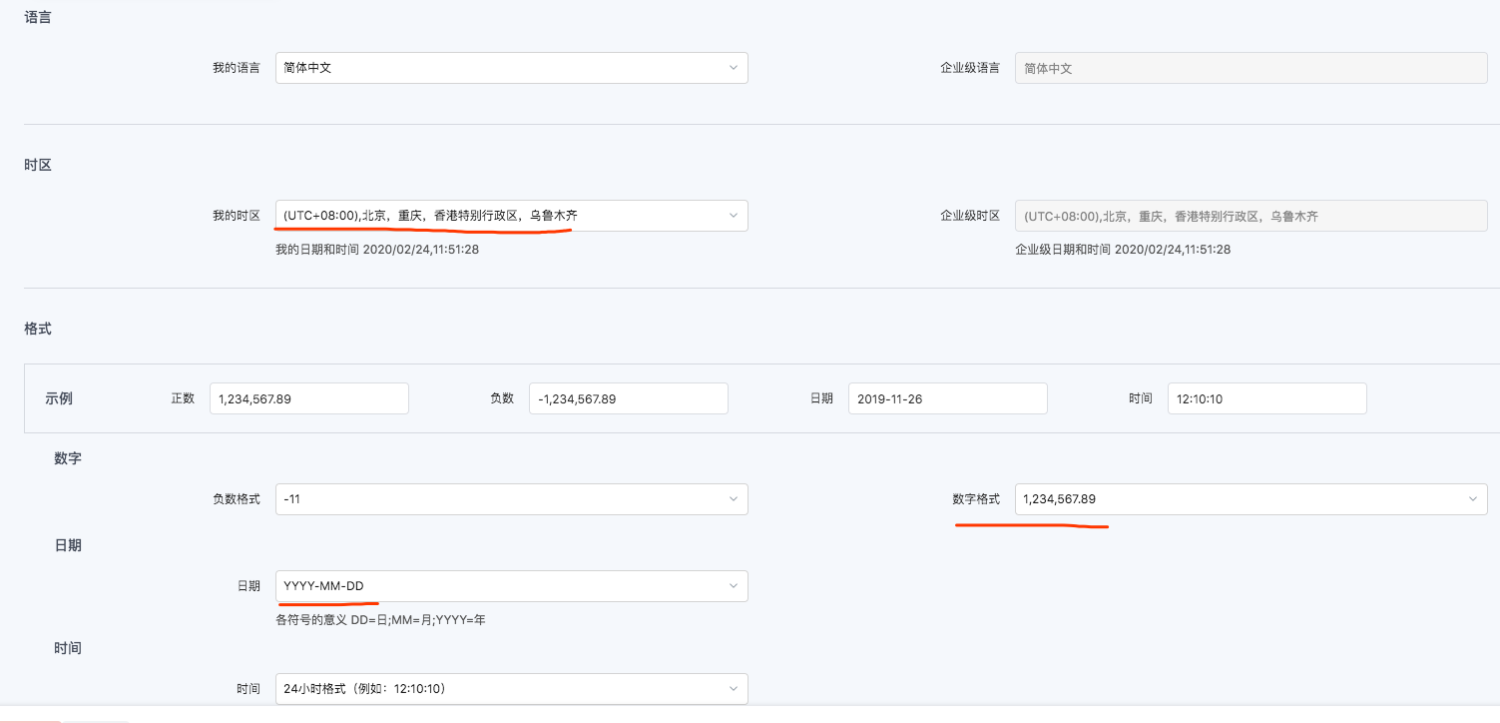 语言
我的语言 简体中文 企业级语言 简体中文
时区
我的时区 (UTC+08:00),北京，重庆，香港特别行政区，乌鲁木齐 企业级时区 (UTC+08:00),北京，重庆，香港特别行政区，乌鲁木齐
我的日期和时间 2020/02/24,11:51:28 企业级日期和时间 2020/02/24,11:51:28
格式
示例 正数 1,234,567.89 负数 -1,234,567.89 日期 2019-11-26 时间 12:10:10
数字
负数格式 -11 数字格式 1,234,567.89
日期
日期 YYYY-MM-DD
各符号的意义 DD=日;MM=月;YYYY=年
时间
时间 24小时格式（例如：12:10:10）